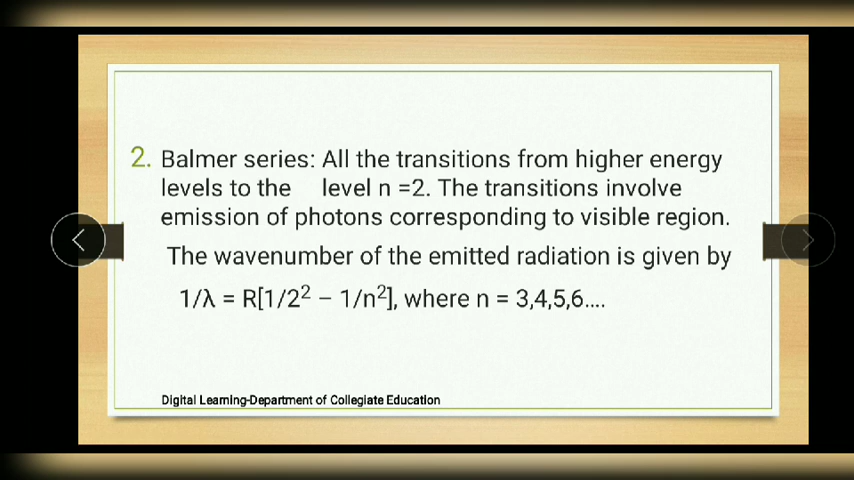 2. Balmer series: All the transitions from higher energy
levels to the level n =2. The transitions involve
emission of photons corresponding to visible region.
The wavenumber of the emitted radiation is given by
1/λ = R[1/2² – 1/n²], where n = 3,4,5,6....
Digital Learning-Department of Collegiate Education